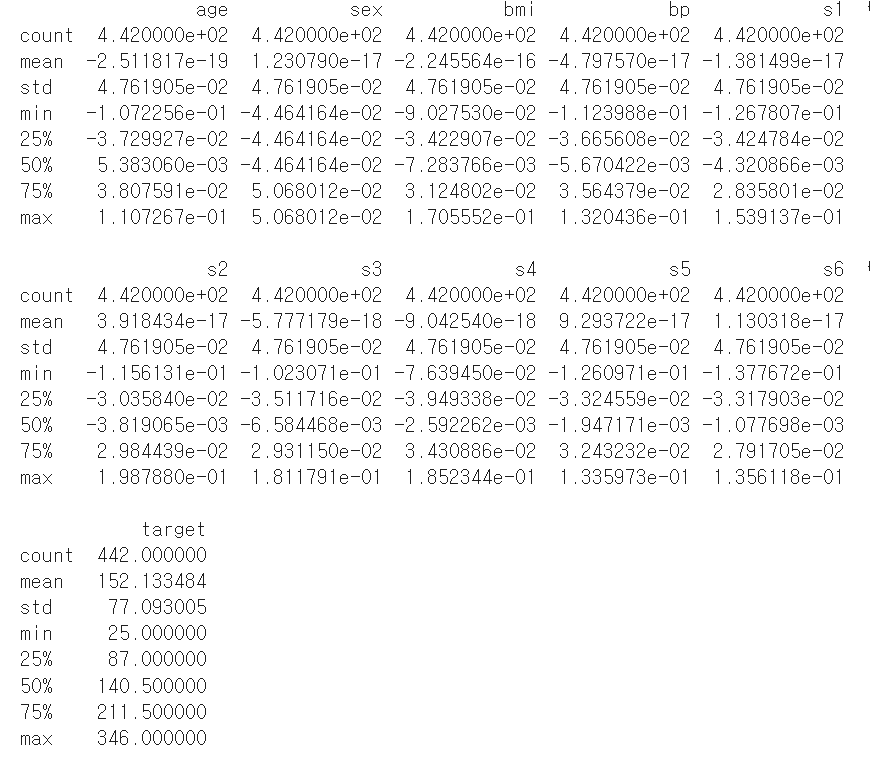 age sex bmi bp s1 \
count 4.420000e+02 4.420000e+02 4.420000e+02 4.420000e+02 4.420000e+02
mean -2.511817e-19 1.230790e-17 -2.245564e-16 -4.797570e-17 -1.381499e-17
std 4.761905e-02 4.761905e-02 4.761905e-02 4.761905e-02 4.761905e-02
min -1.072256e-01 -4.464164e-02 -9.027530e-02 -1.123988e-01 -1.267807e-01
25% -3.729927e-02 -4.464164e-02 -3.422907e-02 -3.665608e-02 -3.424784e-02
50% 5.383060e-03 -4.464164e-02 -7.283766e-03 -5.670422e-03 -4.320866e-03
75% 3.807591e-02 5.068012e-02 3.124802e-02 3.564379e-02 2.835801e-02
max 1.107267e-01 5.068012e-02 1.705552e-01 1.320436e-01 1.539137e-01
s2 s3 s4 s5 s6 \
count 4.420000e+02 4.420000e+02 4.420000e+02 4.420000e+02 4.420000e+02
mean 3.918434e-17 -5.777179e-18 -9.042540e-18 9.293722e-17 1.130318e-17
std 4.761905e-02 4.761905e-02 4.761905e-02 4.761905e-02 4.761905e-02
min -1.156131e-01 -1.023071e-01 -7.639450e-02 -1.260971e-01 -1.377672e-01
25% -3.035840e-02 -3.511716e-02 -3.949338e-02 -3.324559e-02 -3.317903e-02
50% -3.819065e-03 -6.584468e-03 -2.592262e-03 -1.947171e-03 -1.077698e-03
75% 2.984439e-02 2.931150e-02 3.430886e-02 3.243232e-02 2.791705e-02
max 1.987880e-01 1.811791e-01 1.852344e-01 1.335973e-01 1.356118e-01
target
count 442.000000
mean 152.133484
std 77.093005
min 25.000000
25% 87.000000
50% 140.500000
75% 211.500000
max 346.000000